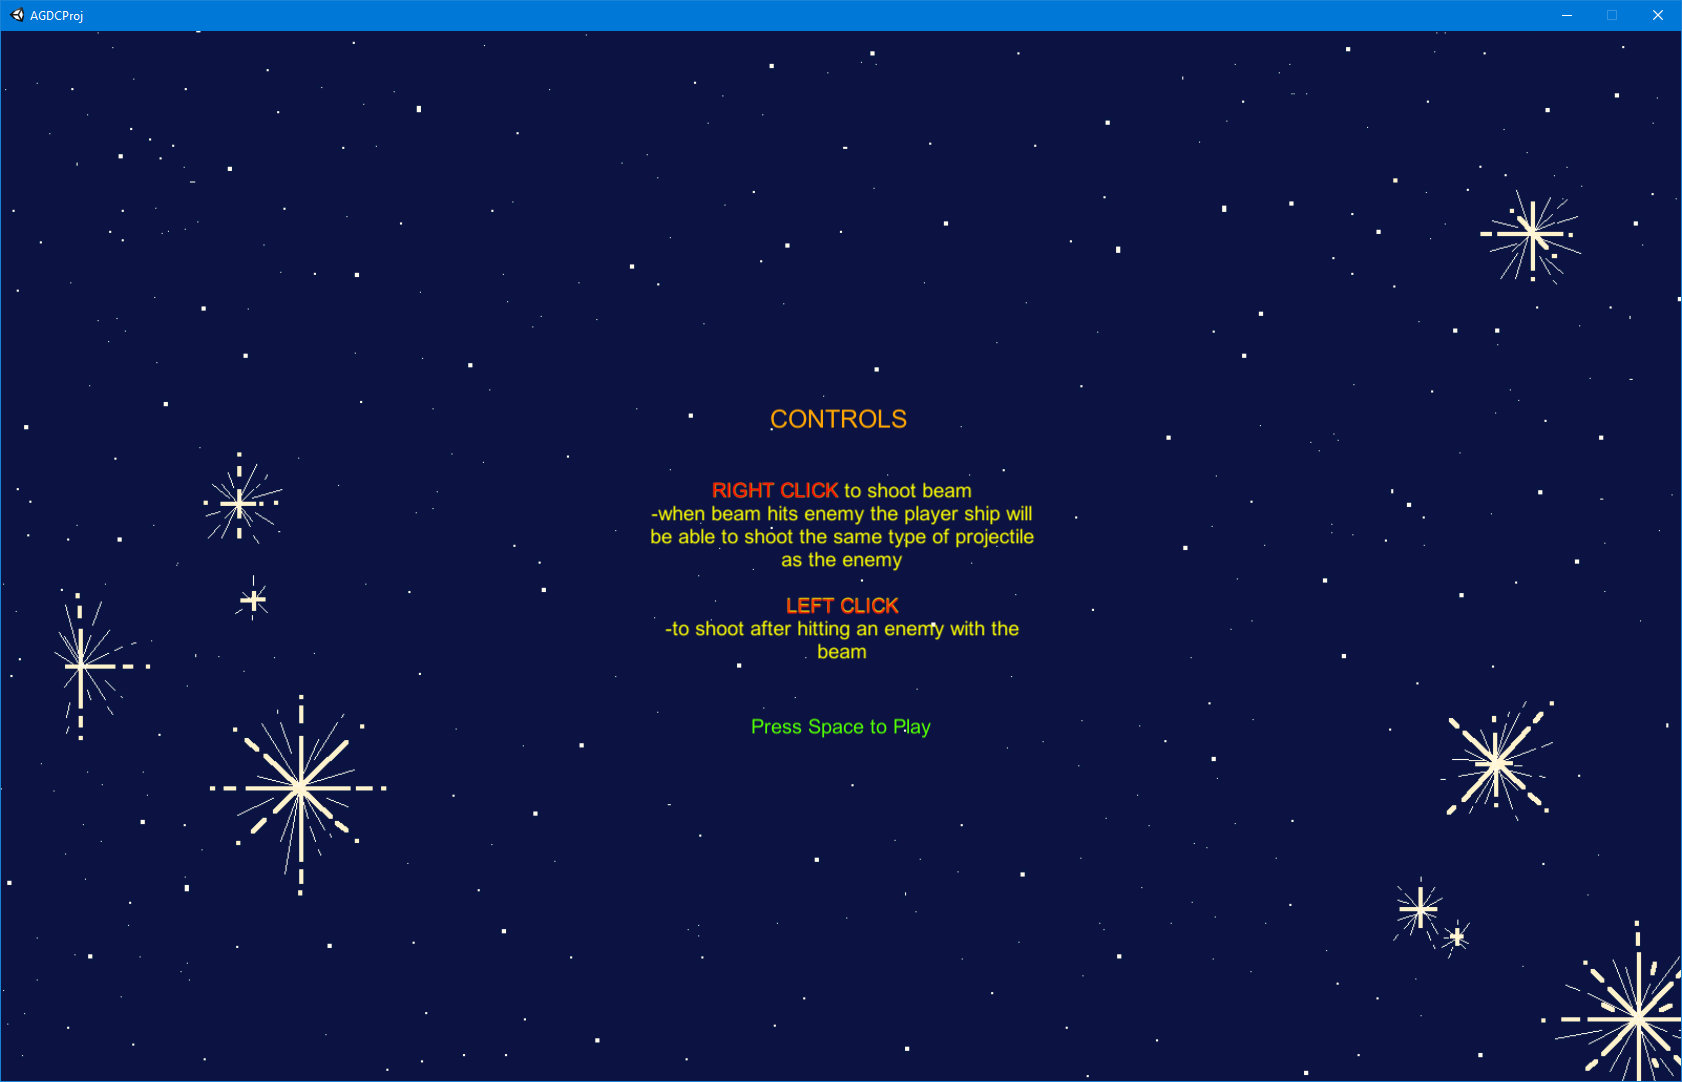 AGDCProj
CONTROLS
RIGHT CLICK to shoot beam
-when beam hits enemy the player ship will
be able to shoot the same type of projectile
as the enemy
LEFT CLICK
-to shoot after hitting an enemy with the
beam
Press Space to Play